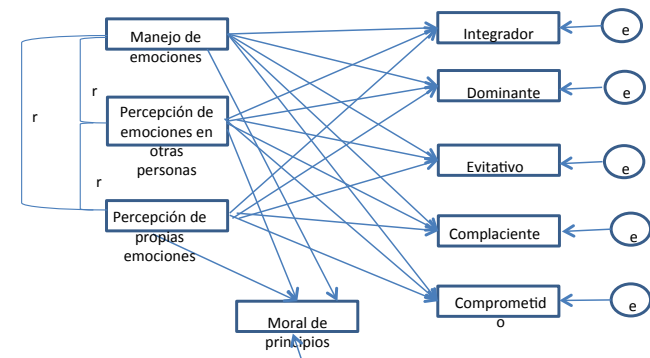 Manejo de
emociones
Integrador
e
r
r
Dominante
e
Percepción de
emociones en
otras
personas
Evitativo
e
r
Percepción de
propias
emociones
Complaciente
e
Comprometid
o
e
Moral de
principios